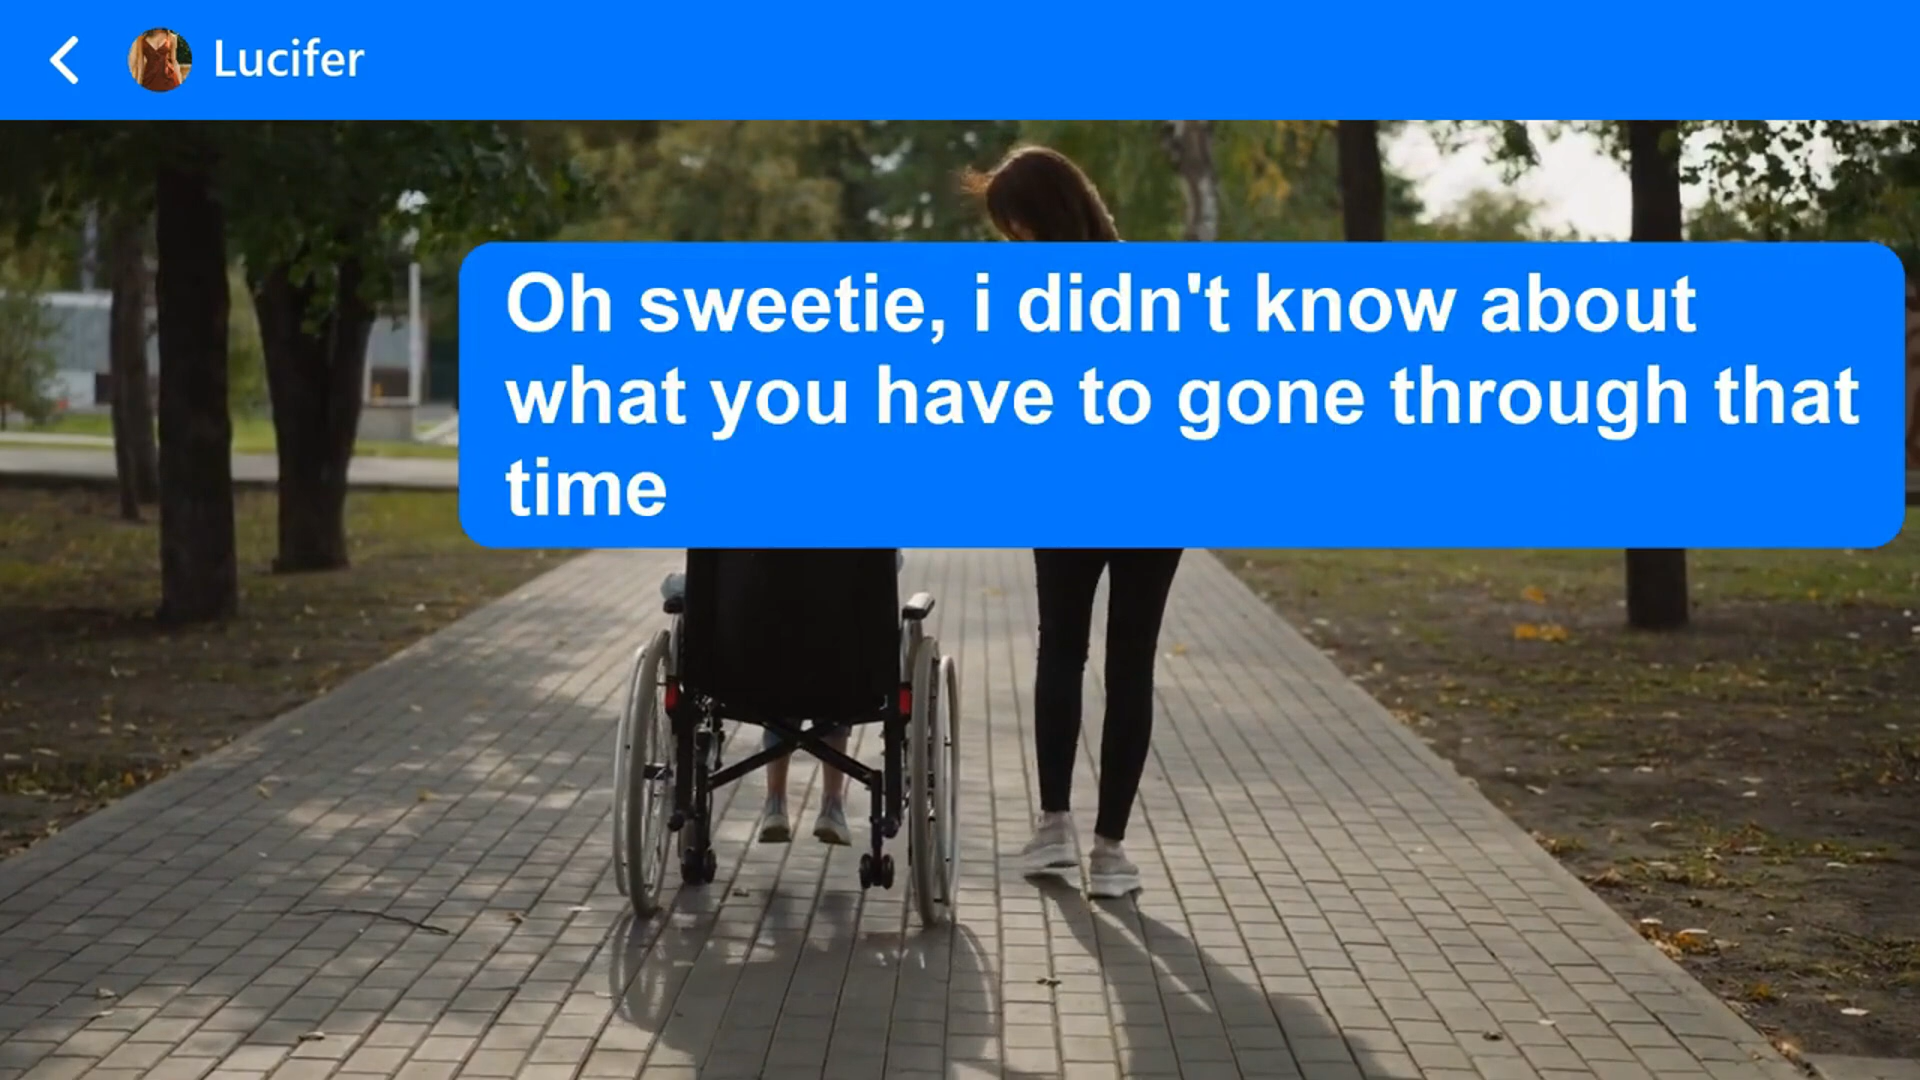 Lucifer
Oh sweetie, i didn't know about
what you have to gone through that
time